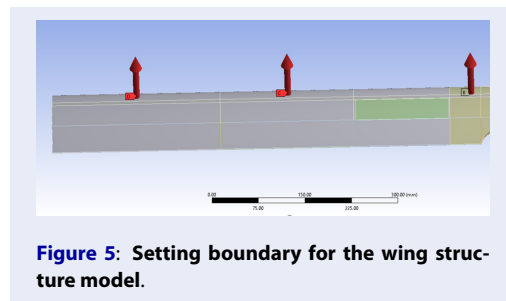 0.00 150.00 300.00 (mm)
75.00 225.00
Figure 5: Setting boundary for the wing struc-
ture model.